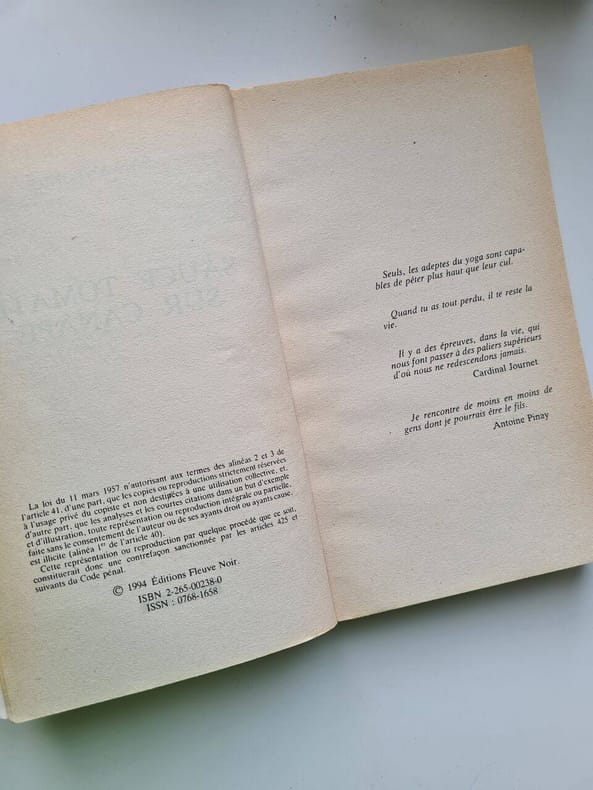 La loi du 11 mars 1957 n'autorisant aux termes des alinéas 2 et 3 de
l'article 41, d'une part, que les copies ou reproductions strictement réservées
à l'usage privé du copiste et non destinées à une utilisation collective, et,
d'autre part, que les analyses et les courtes citations dans un but d'exemple
et d'illustration, toute représentation ou reproduction intégrale ou partielle,
faite sans le consentement de l'auteur ou de ses ayants droit ou ayants cause,
est illicite (alinéa 1er de l'article 40).
Cette représentation ou reproduction par quelque procédé que ce soit,
constituerait donc une contrefaçon sanctionnée par les articles 425 et
suivants du Code pénal.
© 1994 Éditions Fleuve Noir.
ISBN 2-265-00238-0
ISSN : 0768-1658
Seuls, les adeptes du yoga sont capa-
bles de péter plus haut que leur cul.
Quand tu as tout perdu, il te reste la
vie.
Il y a des épreuves, dans la vie, qui
nous font passer à des paliers supérieurs
d'où nous ne redescendons jamais.
Cardinal Journet
Je rencontre de moins en moins de
gens dont je pourrais être le fils.
Antoine Pinay